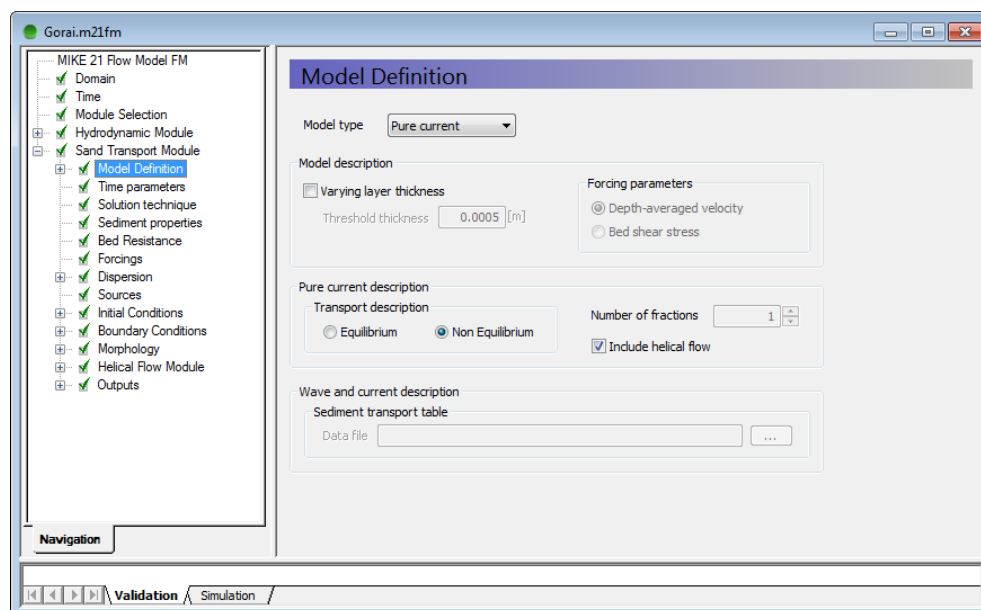 Gorai.m21fm
MIKE 21 Flow Model FM
Domain
Time
Module Selection
Hydrodynamic Module
Sand Transport Module
Model Definition
Time parameters
Solution technique
Sediment properties
Bed Resistance
Forcings
Dispersion
Sources
Initial Conditions
Boundary Conditions
Morphology
Helical Flow Module
Outputs
Navigation
Model Definition
Model type Pure current
Model description
Varying layer thickness
Threshold thickness 0.0005 [m]
Forcing parameters
Depth-averaged velocity
Bed shear stress
Pure current description
Transport description
Equilibrium Non Equilibrium
Number of fractions 1
Include helical flow
Wave and current description
Sediment transport table
Data file ...
Validation Simulation